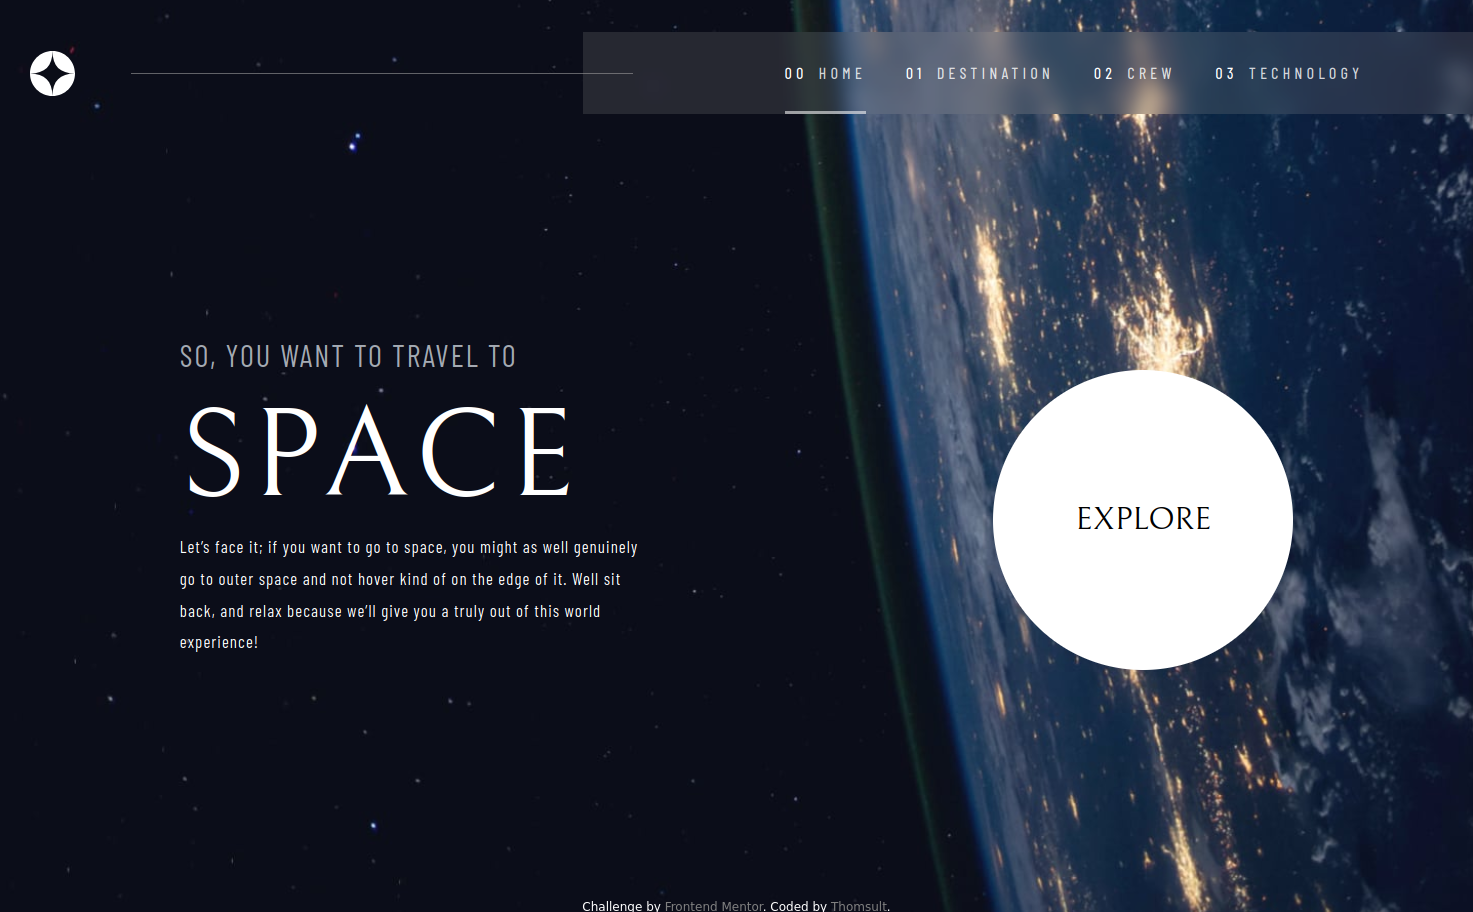 00 HOME 01 DESTINATION 02 CREW 03 TECHNOLOGY
SO, YOU WANT TO TRAVEL TO
SPACE
Let’s face it; if you want to go to space, you might as well genuinely
go to outer space and not hover kind of on the edge of it. Well sit
back, and relax because we’ll give you a truly out of this world
experience!
EXPLORE
Challenge by Frontend Mentor. Coded by Thomsult.